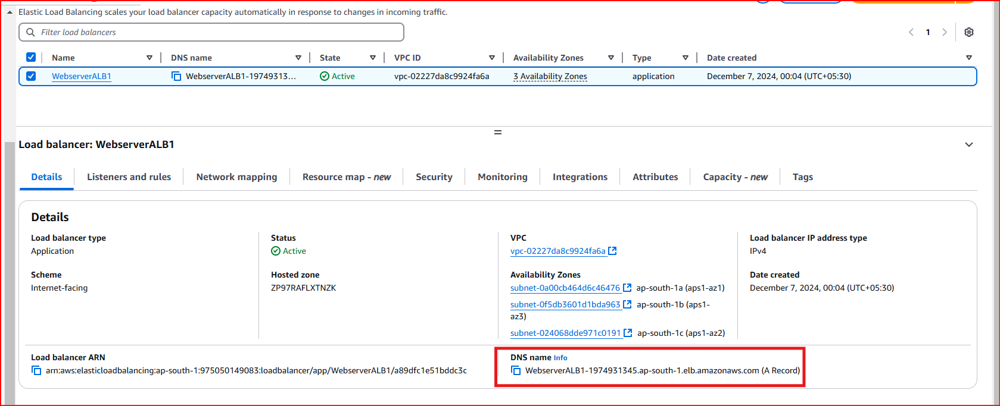 Elastic Load Balancing scales your load balancer capacity automatically in response to changes in incoming traffic.
Filter load balancers
1
Name DNS name State VPC ID Availability Zones Type Date created
WebserverALB1 WebserverALB1-19749313... Active vpc-02227da8c9924fa6a 3 Availability Zones application December 7, 2024, 00:04 (UTC+05:30)
Load balancer: WebserverALB1
Details Listeners and rules Network mapping Resource map - new Security Monitoring Integrations Attributes Capacity - new Tags
Details
Load balancer type
Application
Status
Active
VPC
vpc-02227da8c9924fa6a
Load balancer IP address type
IPv4
Scheme
Internet-facing
Hosted zone
ZP97RAFLXTNZK
Availability Zones
subnet-0a00cb464d6c46476 ap-south-1a (aps1-az1)
subnet-0f5db3601d1bda963 ap-south-1b (aps1-
az3)
subnet-024068dde971c0191 ap-south-1c (aps1-az2)
Date created
December 7, 2024, 00:04 (UTC+05:30)
Load balancer ARN
arn:aws:elasticloadbalancing:ap-south-1:975050149083:loadbalancer/app/WebserverALB1/a89dfc1e51bddc3c
DNS name Info
WebserverALB1-1974931345.ap-south-1.elb.amazonaws.com (A Record)